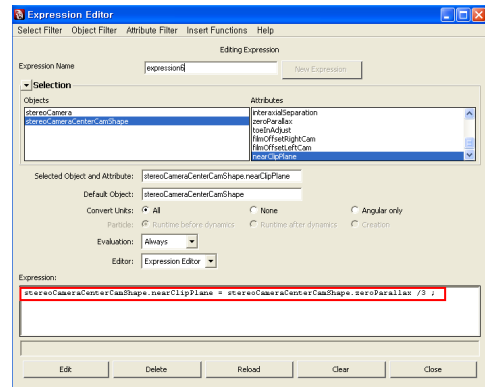 Expression Editor
Select Filter Object Filter Attribute Filter Insert Functions Help
Editing Expression
Expression Name expression6 New Expression
Selection
Objects Attributes
stereoCamera interaxialSeparation
stereoCameraCenterCamShape zeroParallax
toeInAdjust
filmOffsetRightCam
filmOffsetLeftCam
nearClipPlane
Selected Object and Attribute: stereoCameraCenterCamShape.nearClipPlane
Default Object: stereoCameraCenterCamShape
Convert Units: All None Angular only
Particle: Runtime before dynamics Runtime after dynamics Creation
Evaluation: Always
Editor: Expression Editor
Expression:
stereoCameraCenterCamShape.nearClipPlane = stereoCameraCenterCamShape.zeroParallax /3 ;
Edit Delete Reload Clear Close